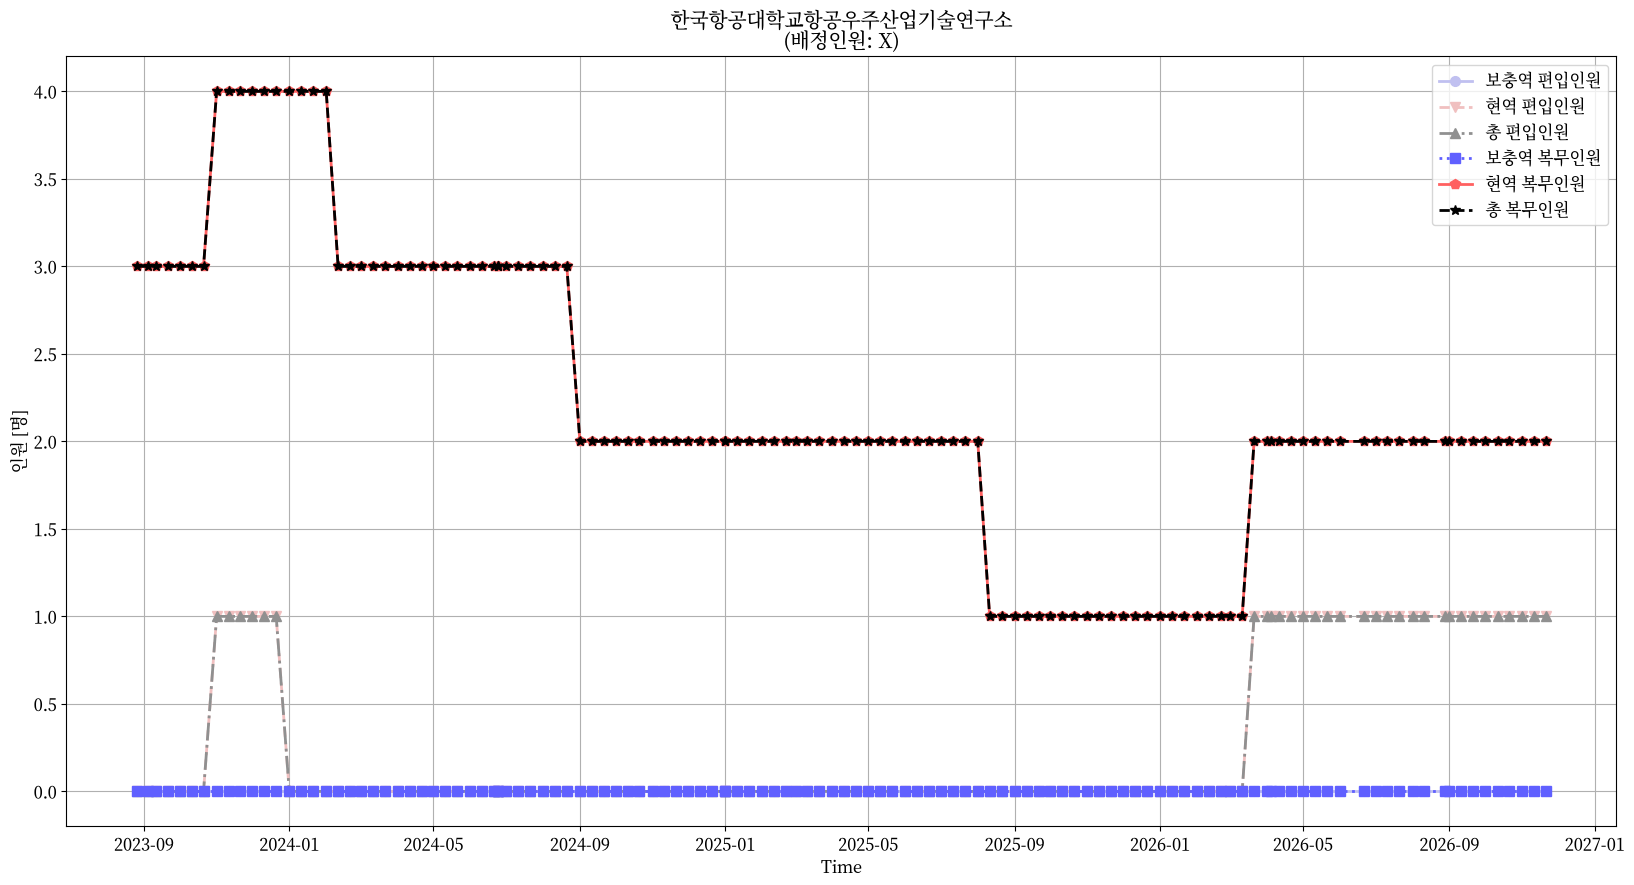 한국항공대학교항공우주산업기술연구소
(배정인원: X)
보충역 편입인원
현역 편입인원
총 편입인원
보충역 복무인원
현역 복무인원
총 복무인원
인원 [명]
4.0
3.5
3.0
2.5
2.0
1.5
1.0
0.5
0.0
2023-09 2024-01 2024-05 2024-09 2025-01 2025-05 2025-09 2026-01 2026-05 2026-09 2027-01
Time